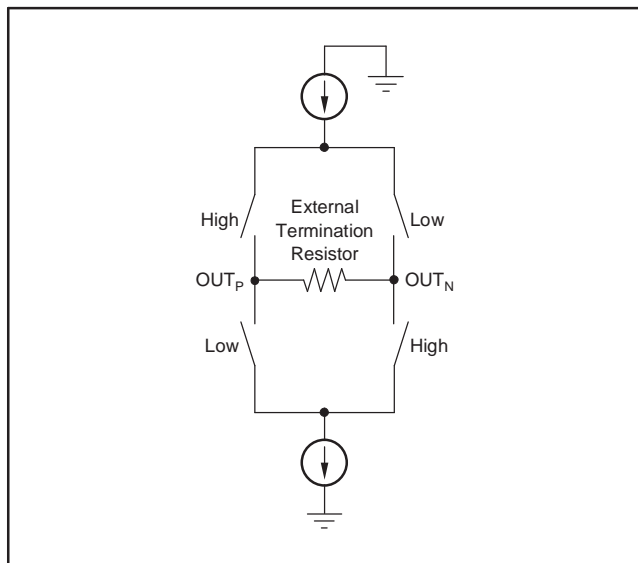 External
Termination
Resistor
High
Low
OUTP
OUTN
Low
High